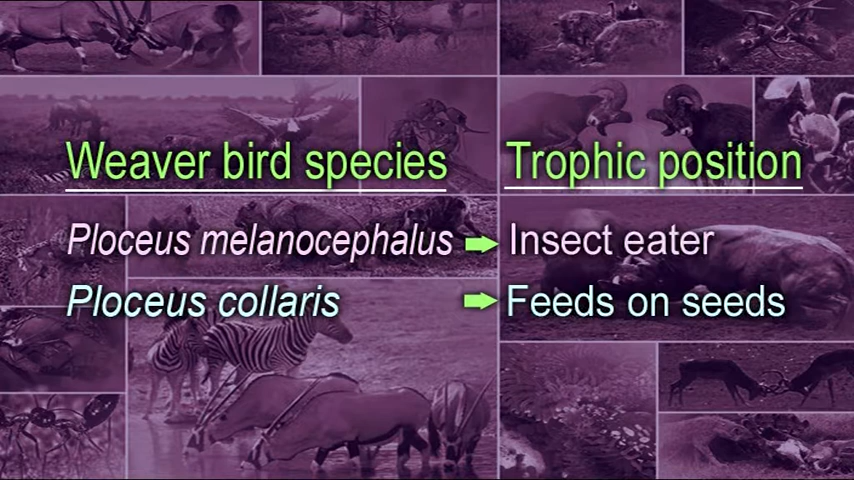 Weaver bird species Trophic position
Ploceus melanocephalus Insect eater
Ploceus collaris Feeds on seeds